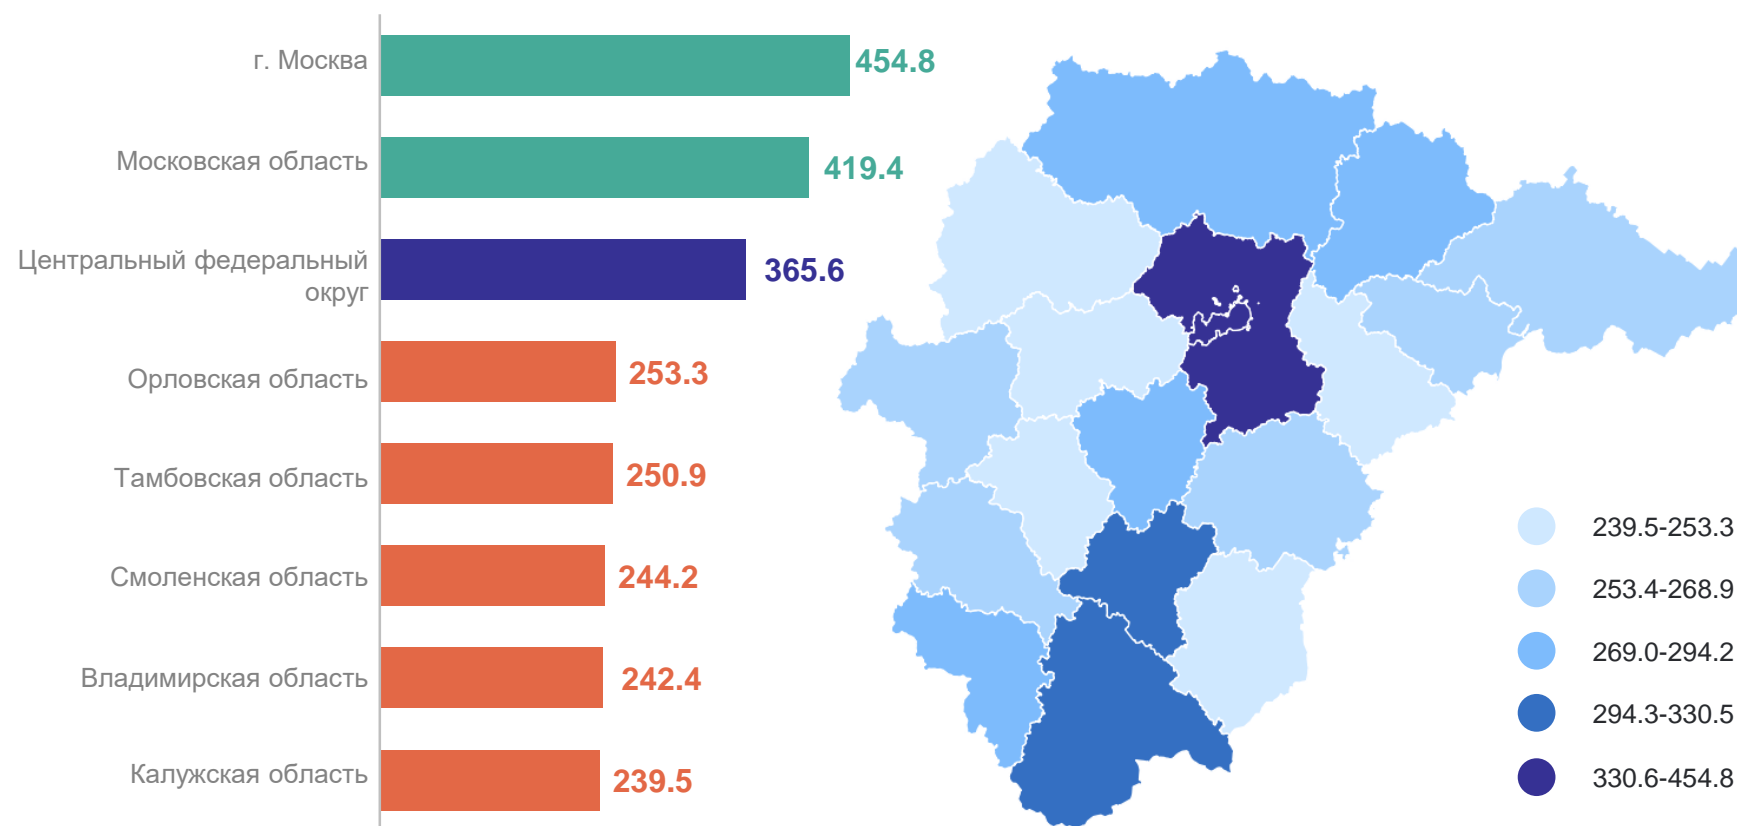 г. Москва
454.8
Московская область
419.4
Центральный федеральный
округ
365.6
Орловская область
253.3
Тамбовская область
250.9
Смоленская область
244.2
Владимирская область
242.4
Калужская область
239.5
239.5-253.3
253.4-268.9
269.0-294.2
294.3-330.5
330.6-454.8